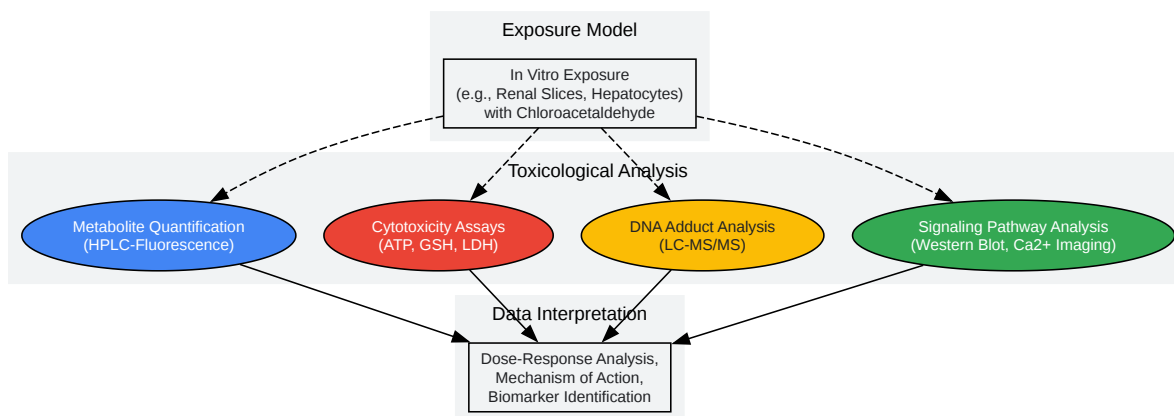 Exposure Model
In Vitro Exposure
(e.g., Renal Slices, Hepatocytes)
with Chloroacetaldehyde
Toxicological Analysis
Metabolite Quantification
(HPLC-Fluorescence)
Cytotoxicity Assays
(ATP, GSH, LDH)
DNA Adduct Analysis
(LC-MS/MS)
Signaling Pathway Analysis
(Western Blot, Ca2+ Imaging)
Data Interpretation
Dose-Response Analysis,
Mechanism of Action,
Biomarker Identification